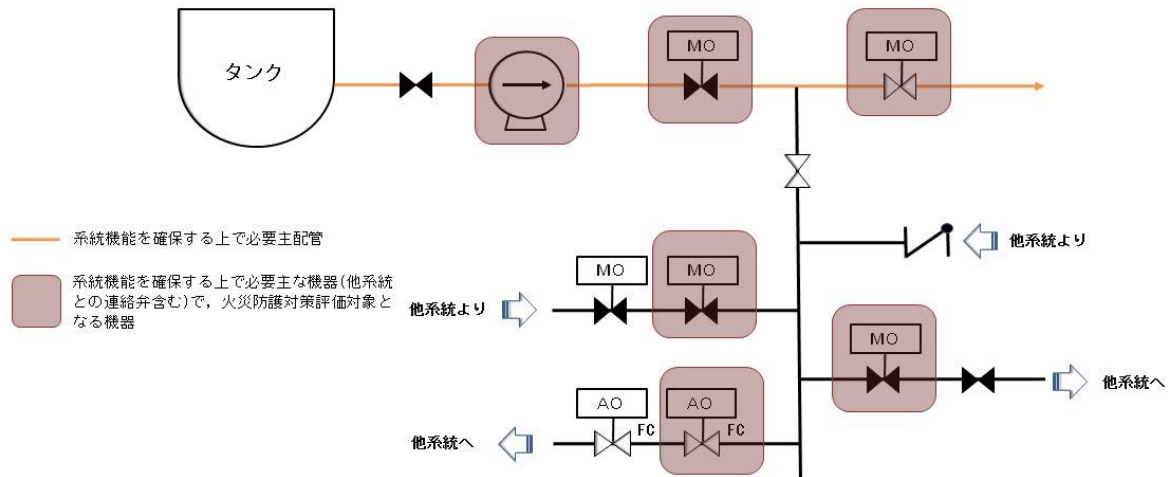 タンク
MO
MO
系統機能を確保する上で必要主配管
系統機能を確保する上で必要主な機器(他系統
との連絡弁含む)で，火災防護対策評価対象と
なる機器
他系統より
MO
MO
他系統より
MO
他系統へ
AO
AO
FC
FC
他系統へ